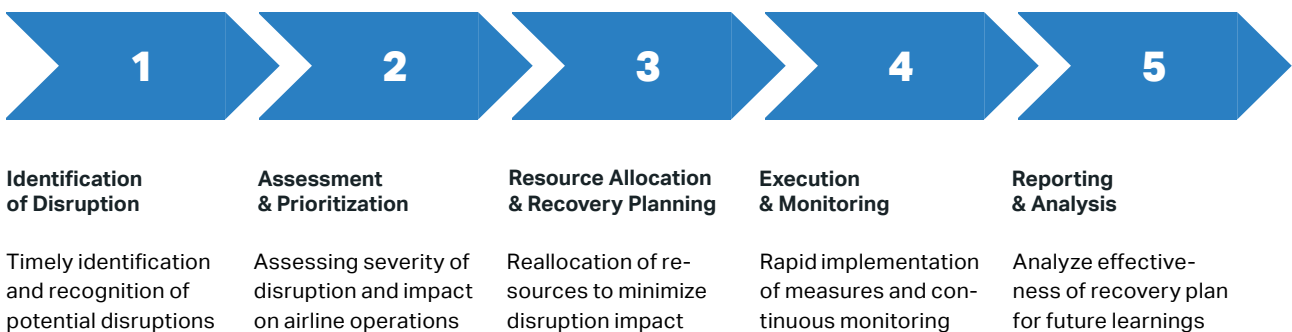 1
2
3
4
5
Identification
of Disruption
Timely identification
and recognition of
potential disruptions
Assessment
& Prioritization
Assessing severity of
disruption and impact
on airline operations
Resource Allocation
& Recovery Planning
Reallocation of re-
sources to minimize
disruption impact
Execution
& Monitoring
Rapid implementation
of measures and con-
tinuous monitoring
Reporting
& Analysis
Analyze effective-
ness of recovery plan
for future learnings